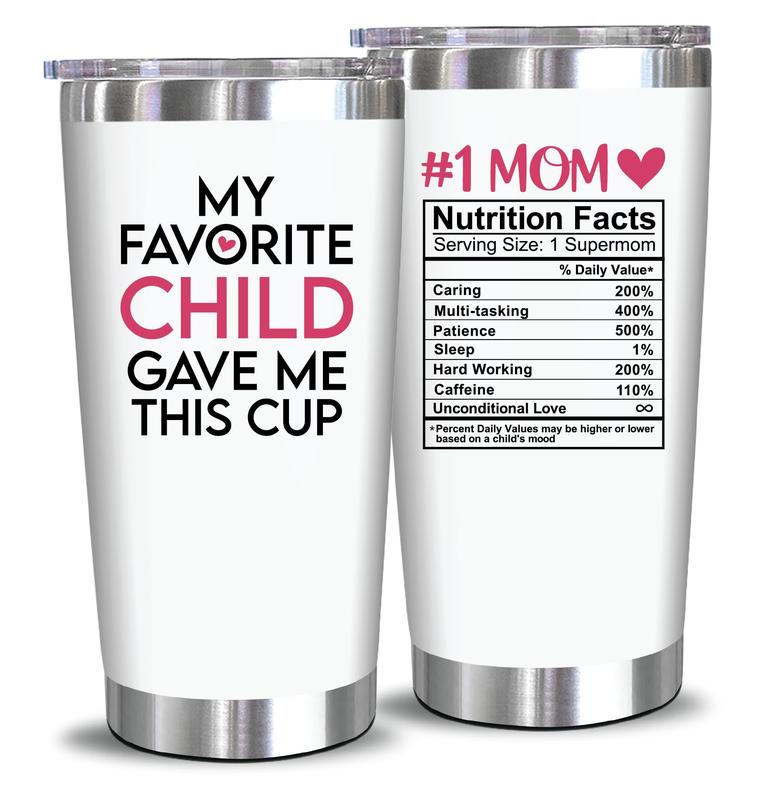 MY
FAVORITE
CHILD
GAVE ME
THIS CUP
#1 MOM
Nutrition Facts
Serving Size: 1 Supermom
% Daily Value*
Caring 200%
Multi-tasking 400%
Patience 500%
Sleep 1%
Hard Working 200%
Caffeine 110%
Unconditional Love ∞
*Percent Daily Values may be higher or lower
based on a child's mood